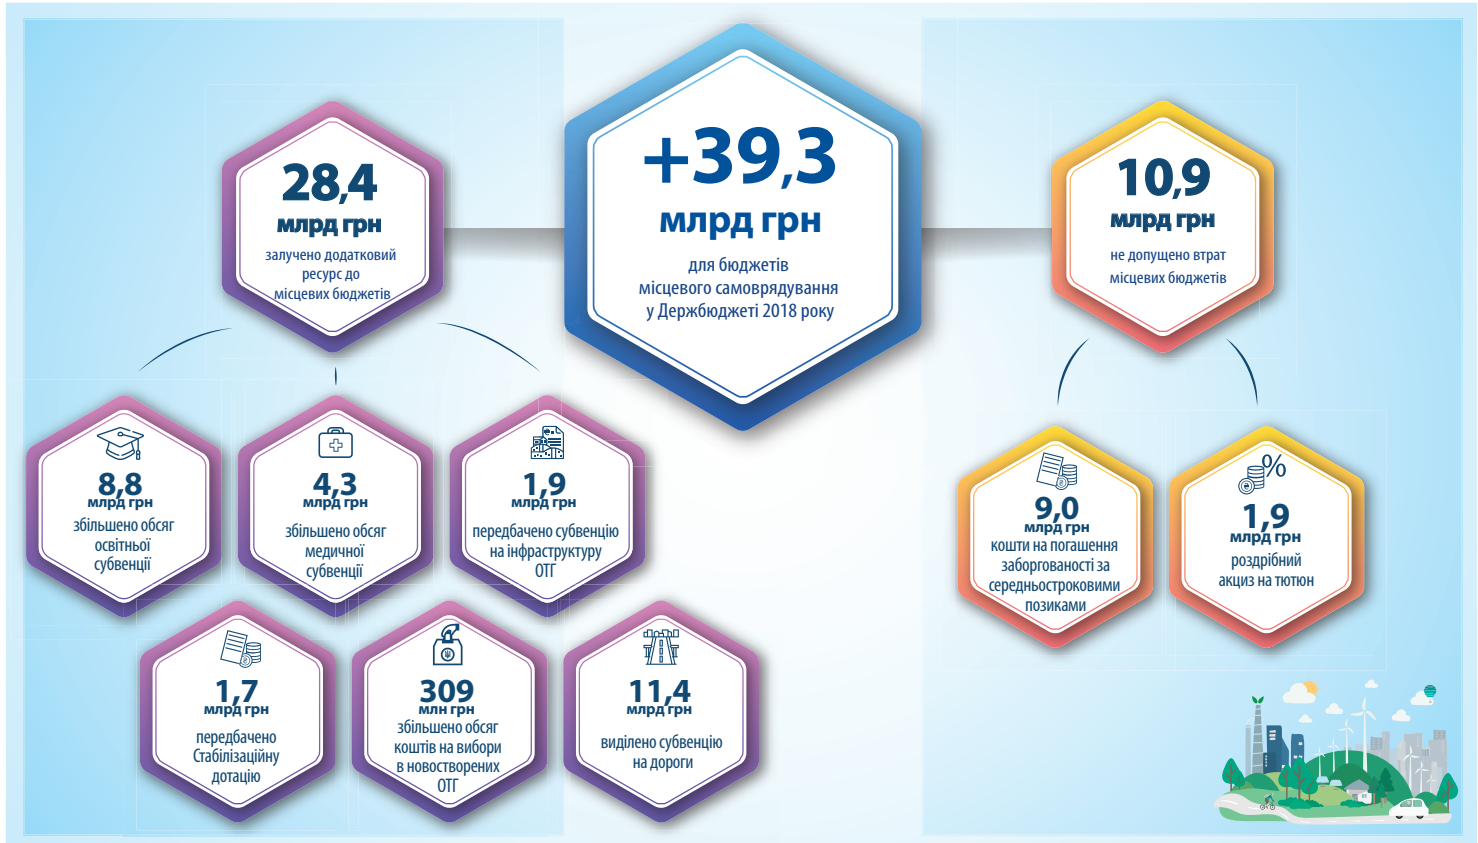 +39,3
млрд грн
для бюджетів
місцевого самоврядування
у Держбюджеті 2018 року
28,4
млрд грн
залучено додатковий
ресурс до
місцевих бюджетів
8,8
млрд грн
збільшено обсяг
освітньої
субвенції
4,3
млрд грн
збільшено обсяг
медичної
субвенції
1,9
млрд грн
передбачено субвенцію
на інфраструктуру
ОТГ
1,7
млрд грн
передбачено
Стабілізаційну
дотацію
309
млн грн
збільшено обсяг
коштів на вибори
в новостворених
ОТГ
11,4
млрд грн
виділено субвенцію
на дороги
10,9
млрд грн
не допущено втрат
місцевих бюджетів
9,0
млрд грн
кошти на погашення
заборгованості за
середньостроковими
позиками
%
1,9
млрд грн
роздрібний
акциз на тютюн